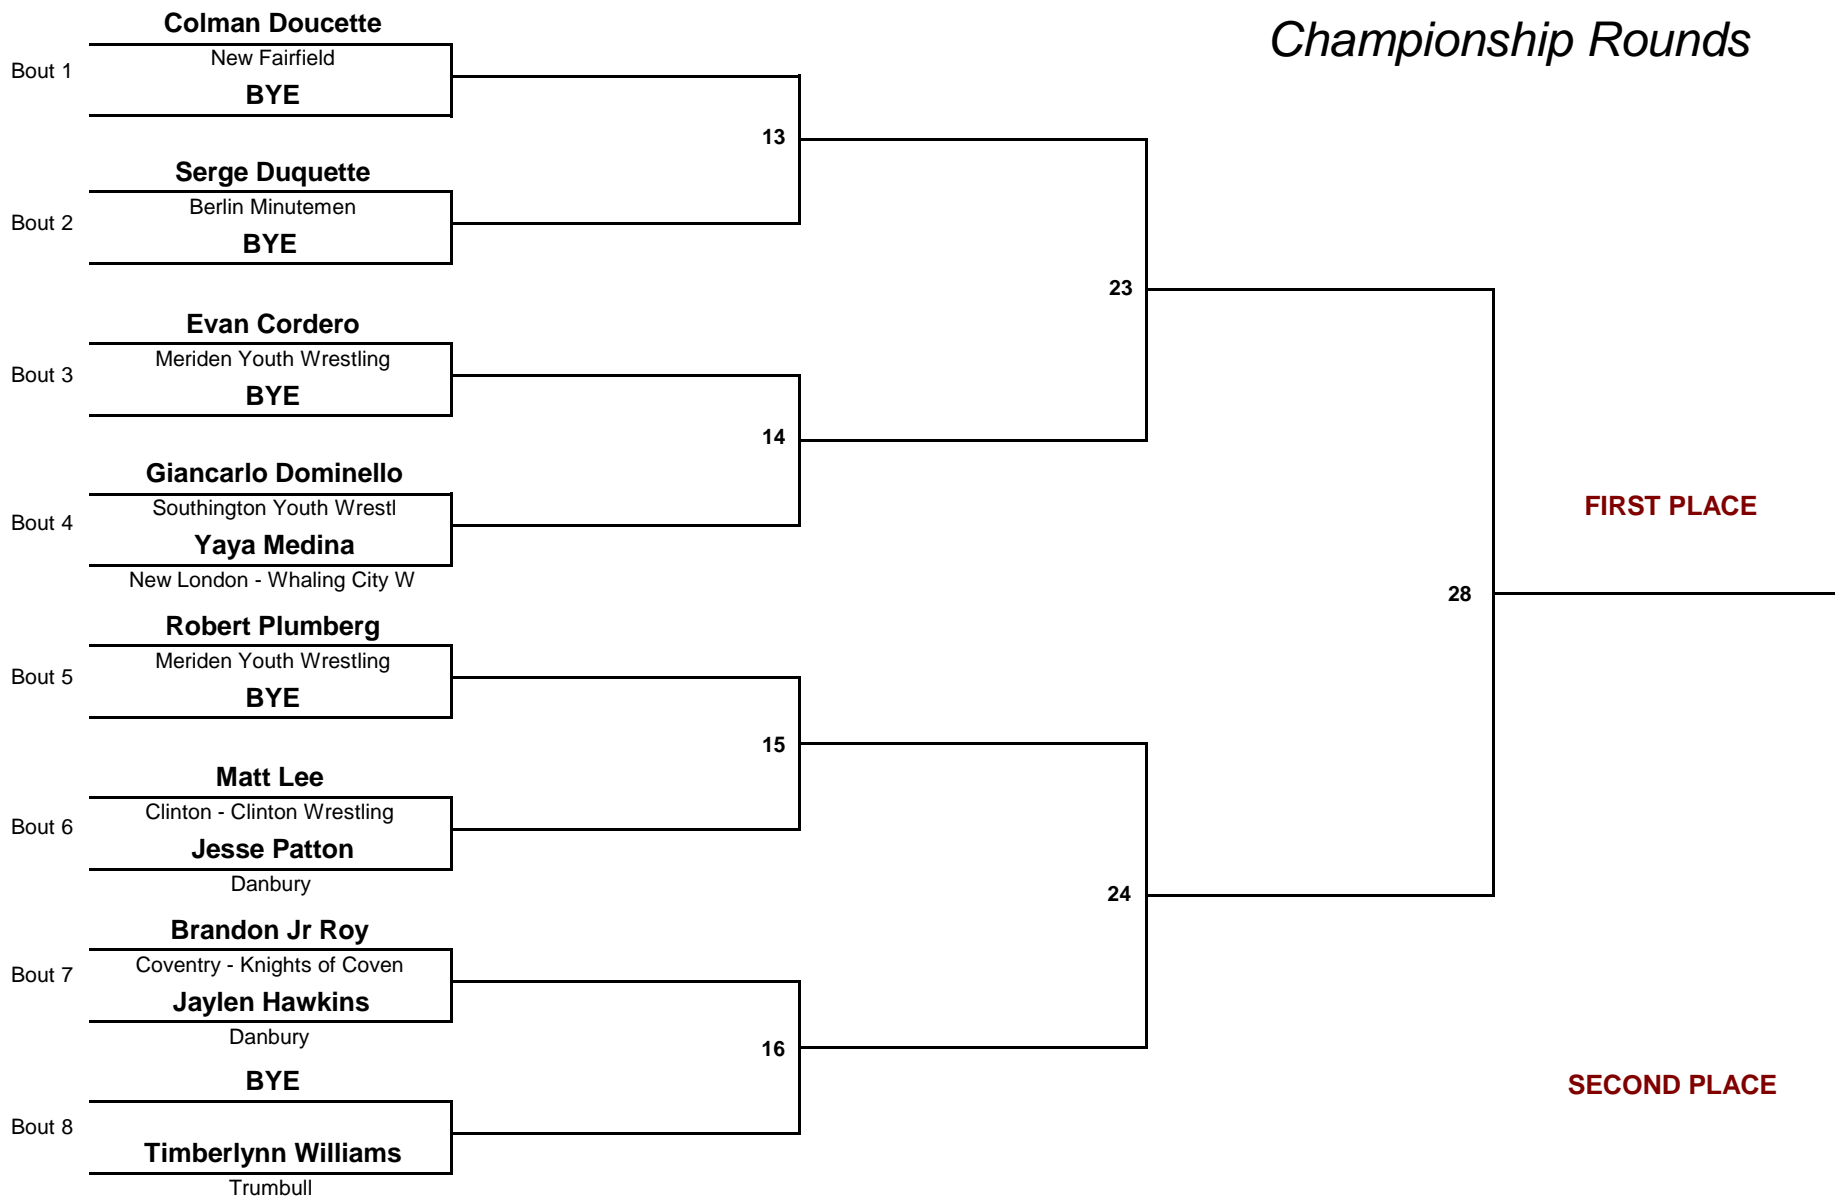 Championship Rounds
Colman Doucette
Bout 1
New Fairfield
BYE
13
Serge Duquette
Bout 2
Berlin Minutemen
BYE
23
Evan Cordero
Bout 3
Meriden Youth Wrestling
BYE
14
Giancarlo Dominello
Bout 4
Southington Youth Wrestl
Yaya Medina
New London - Whaling City W
FIRST PLACE
28
Robert Plumberg
Bout 5
Meriden Youth Wrestling
BYE
15
Matt Lee
Bout 6
Clinton - Clinton Wrestling
Jesse Patton
Danbury
24
Brandon Jr Roy
Bout 7
Coventry - Knights of Coven
Jaylen Hawkins
Danbury
16
BYE
Bout 8
Timberlynn Williams
Trumbull
SECOND PLACE